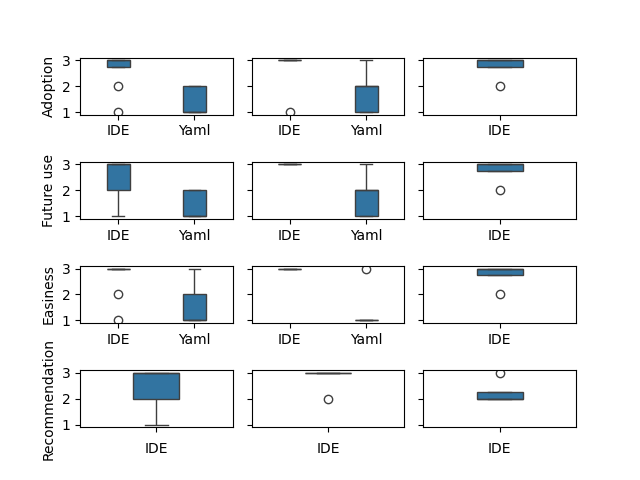 Adoption
3
2
1
IDE Yaml
IDE Yaml
IDE
Future use
3
2
1
IDE Yaml
IDE Yaml
IDE
Easiness
3
2
1
IDE Yaml
IDE Yaml
IDE
Recommendation
3
2
1
IDE
IDE
IDE